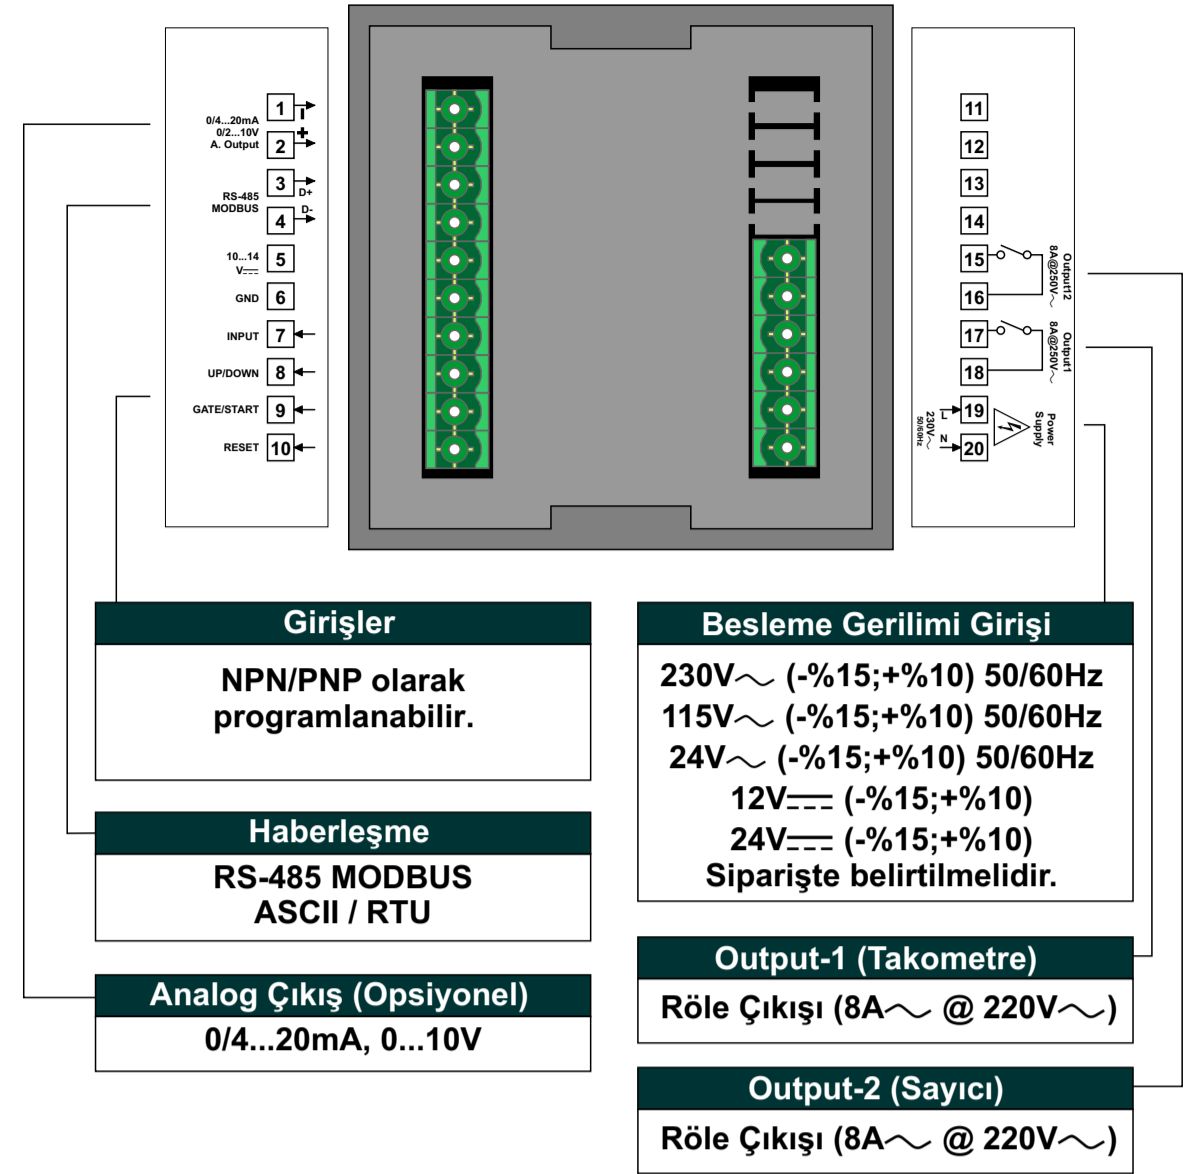 1
0/4...20mA
0/2...10V
A. Output
+
2
3
D+
RS-485
MODBUS
D-
4
10...14
V
5
GND 6
INPUT 7
UP/DOWN 8
GATE/START 9
RESET 10
11
12
13
14
15
16
Output12
8A@250V～
17
18
Output1
8A@250V～
19
L
20
N
230V～
50/60Hz
Power
Supply
Girişler
NPN/PNP olarak
programlanabilir.
Haberleşme
RS-485 MODBUS
ASCII / RTU
Analog Çıkış (Opsiyonel)
0/4...20mA, 0...10V
Besleme Gerilimi Girişi
230V～ (-%15;+%10) 50/60Hz
115V～ (-%15;+%10) 50/60Hz
24V～ (-%15;+%10) 50/60Hz
12V⎓ (-%15;+%10)
24V⎓ (-%15;+%10)
Siparişte belirtilmelidir.
Output-1 (Takometre)
Röle Çıkışı (8A～ @ 220V～)
Output-2 (Sayıcı)
Röle Çıkışı (8A～ @ 220V～)